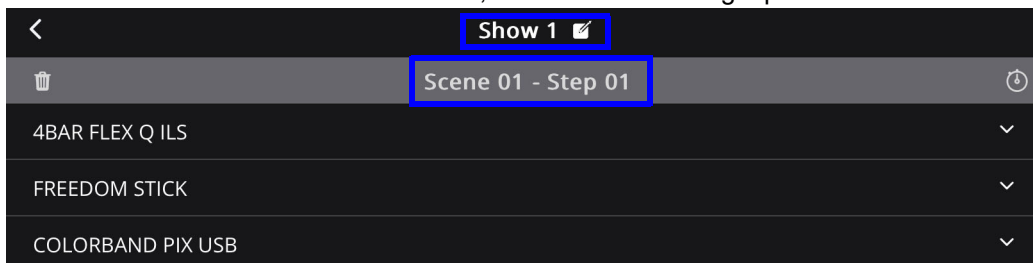 Show 1
Scene 01 - Step 01
4BAR FLEX Q ILS
FREEDOM STICK
COLORBAND PIX USB